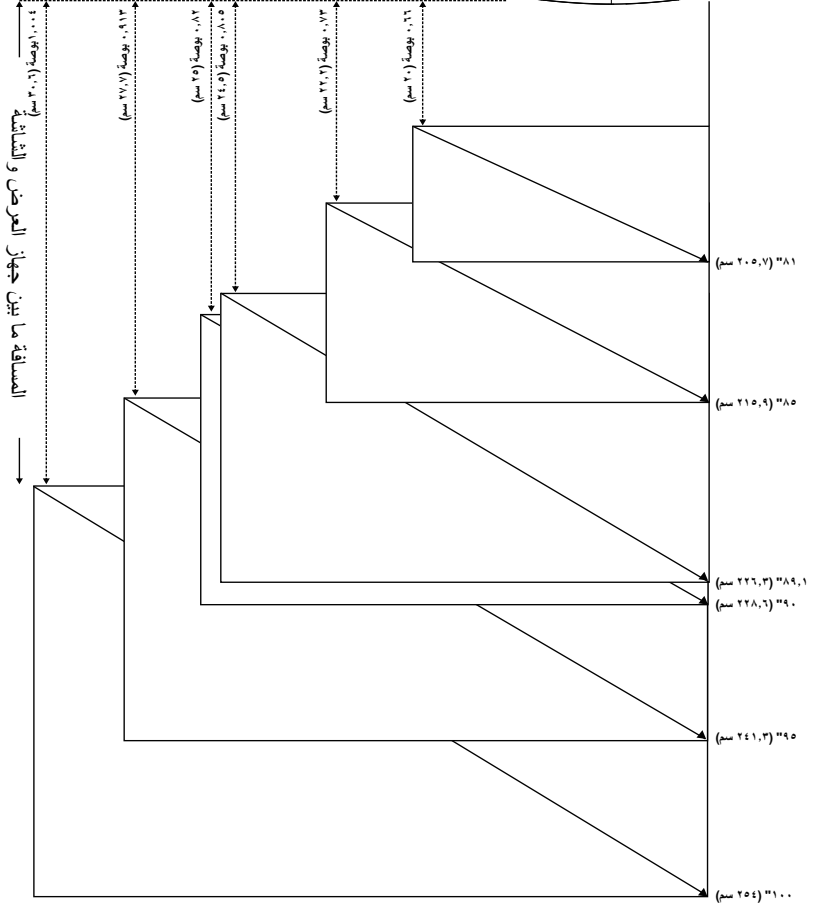 ١,٠٠٤ بوصة (٣٠,٦ سم)
٠,٩١٣ بوصة (٢٧,٧ سم)
٠,٨٢ بوصة (٢٥ سم)
٠,٨٠٥ بوصة (٢٤,٥ سم)
٠,٧٣ بوصة (٢٢,٢ سم)
٠,٦٦ بوصة (٢٠ سم)
المسافة ما بين جهاز العرض والشاشة
٨١" (٢٠٥,٧ سم)
٨٥" (٢١٥,٩ سم)
٨٩,١" (٢٢٦,٣ سم)
٩٠" (٢٢٨,٦ سم)
٩٥" (٢٤١,٣ سم)
١٠٠" (٢٥٤ سم)